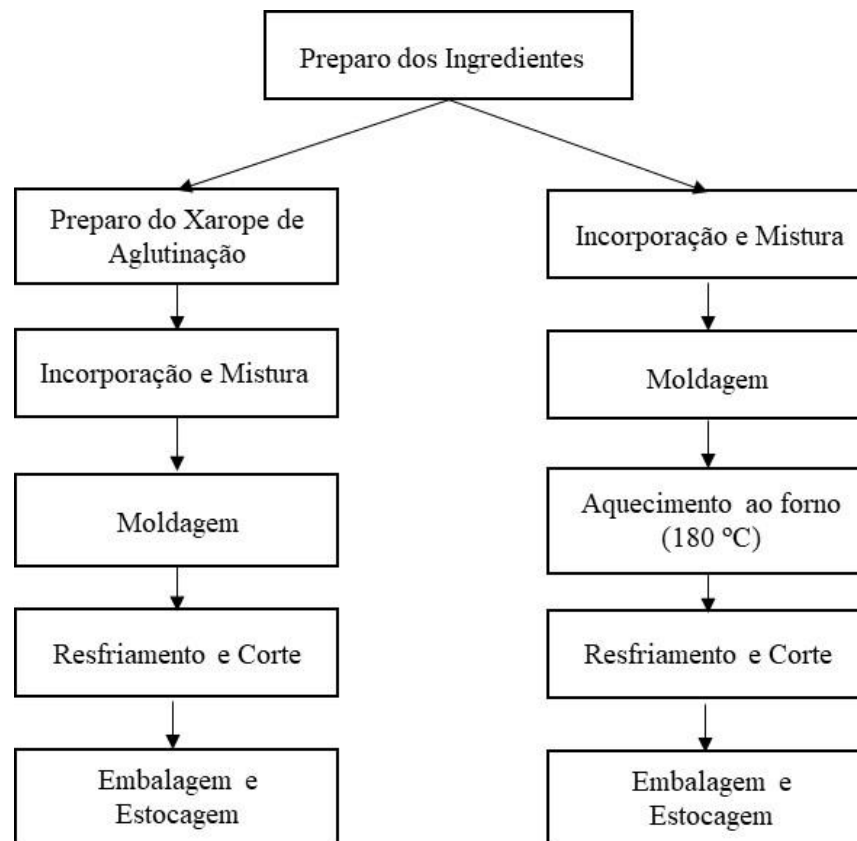 Preparo dos Ingredientes
Preparo do Xarope de
Aglutinação
Incorporação e Mistura
Moldagem
Resfriamento e Corte
Embalagem e
Estocagem
Incorporação e Mistura
Moldagem
Aquecimento ao forno
(180 ºC)
Resfriamento e Corte
Embalagem e
Estocagem